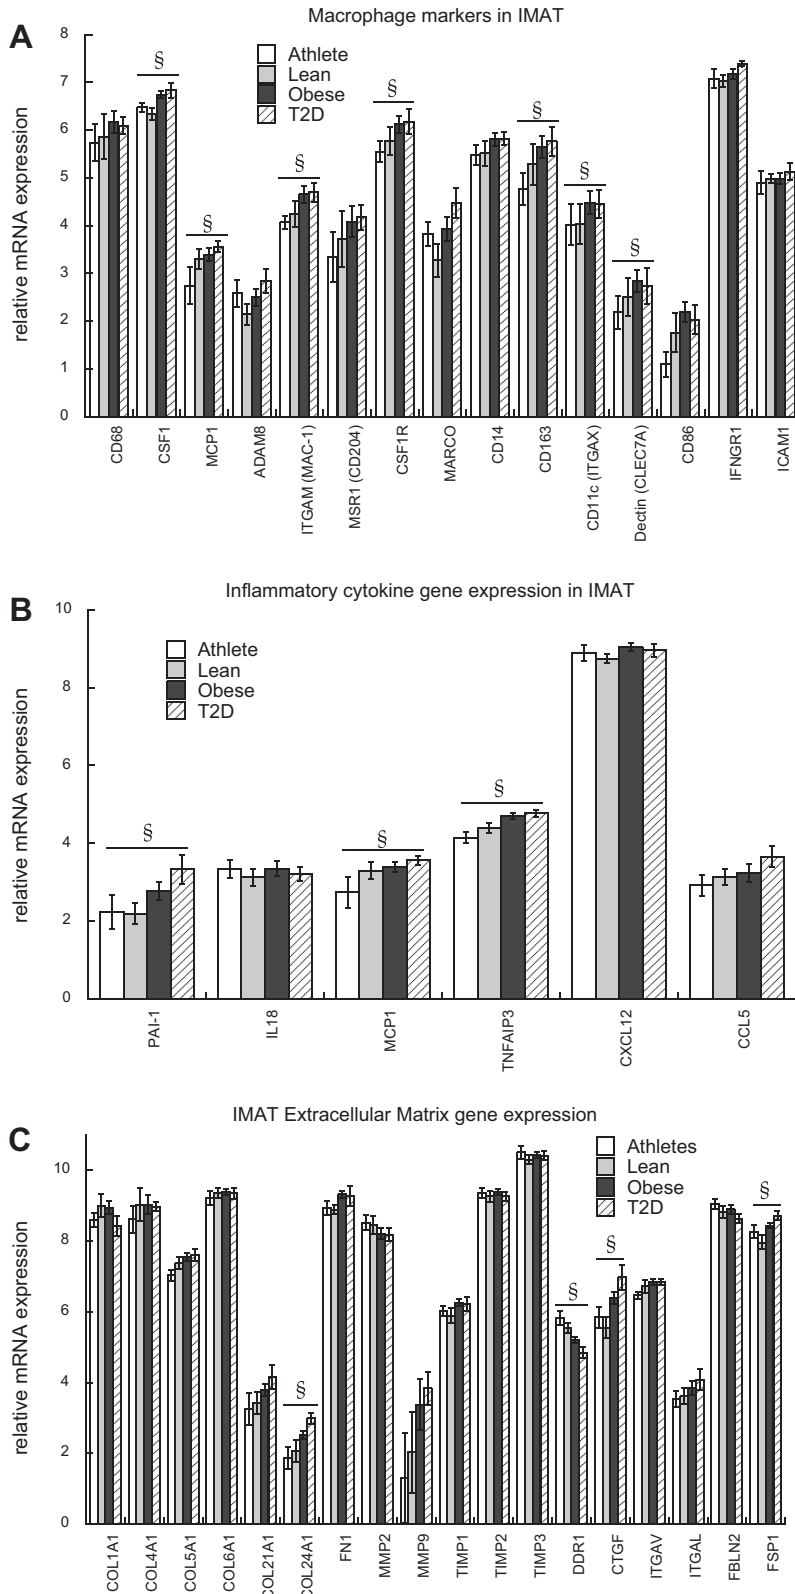 A
Macrophage markers in IMAT
relative mRNA expression
8
7
6
5
4
3
2
1
0
Athlete
Lean
Obese
T2D
§
§
§
§
§
§
§
CD68
CSF1
MCP1
ADAM8
ITGAM (MAC-1)
MSR1 (CD204)
CSF1R
MARCO
CD14
CD163
CD11c (ITGAX)
Dectin (CLEC7A)
CD86
IFNGR1
ICAM1
B
Inflammatory cytokine gene expression in IMAT
relative mRNA expression
10
8
6
4
2
0
Athlete
Lean
Obese
T2D
§
§
§
PAI-1
IL18
MCP1
TNFAIP3
CXCL12
CCL5
C
IMAT Extracellular Matrix gene expression
relative mRNA expression
10
8
6
4
2
0
Athletes
Lean
Obese
T2D
§
§
§
§
COL1A1
COL4A1
COL5A1
COL6A1
COL21A1
COL24A1
FN1
MMP2
MMP9
TIMP1
TIMP2
TIMP3
DDR1
CTGF
ITGAV
ITGAL
FBLN2
FSP1